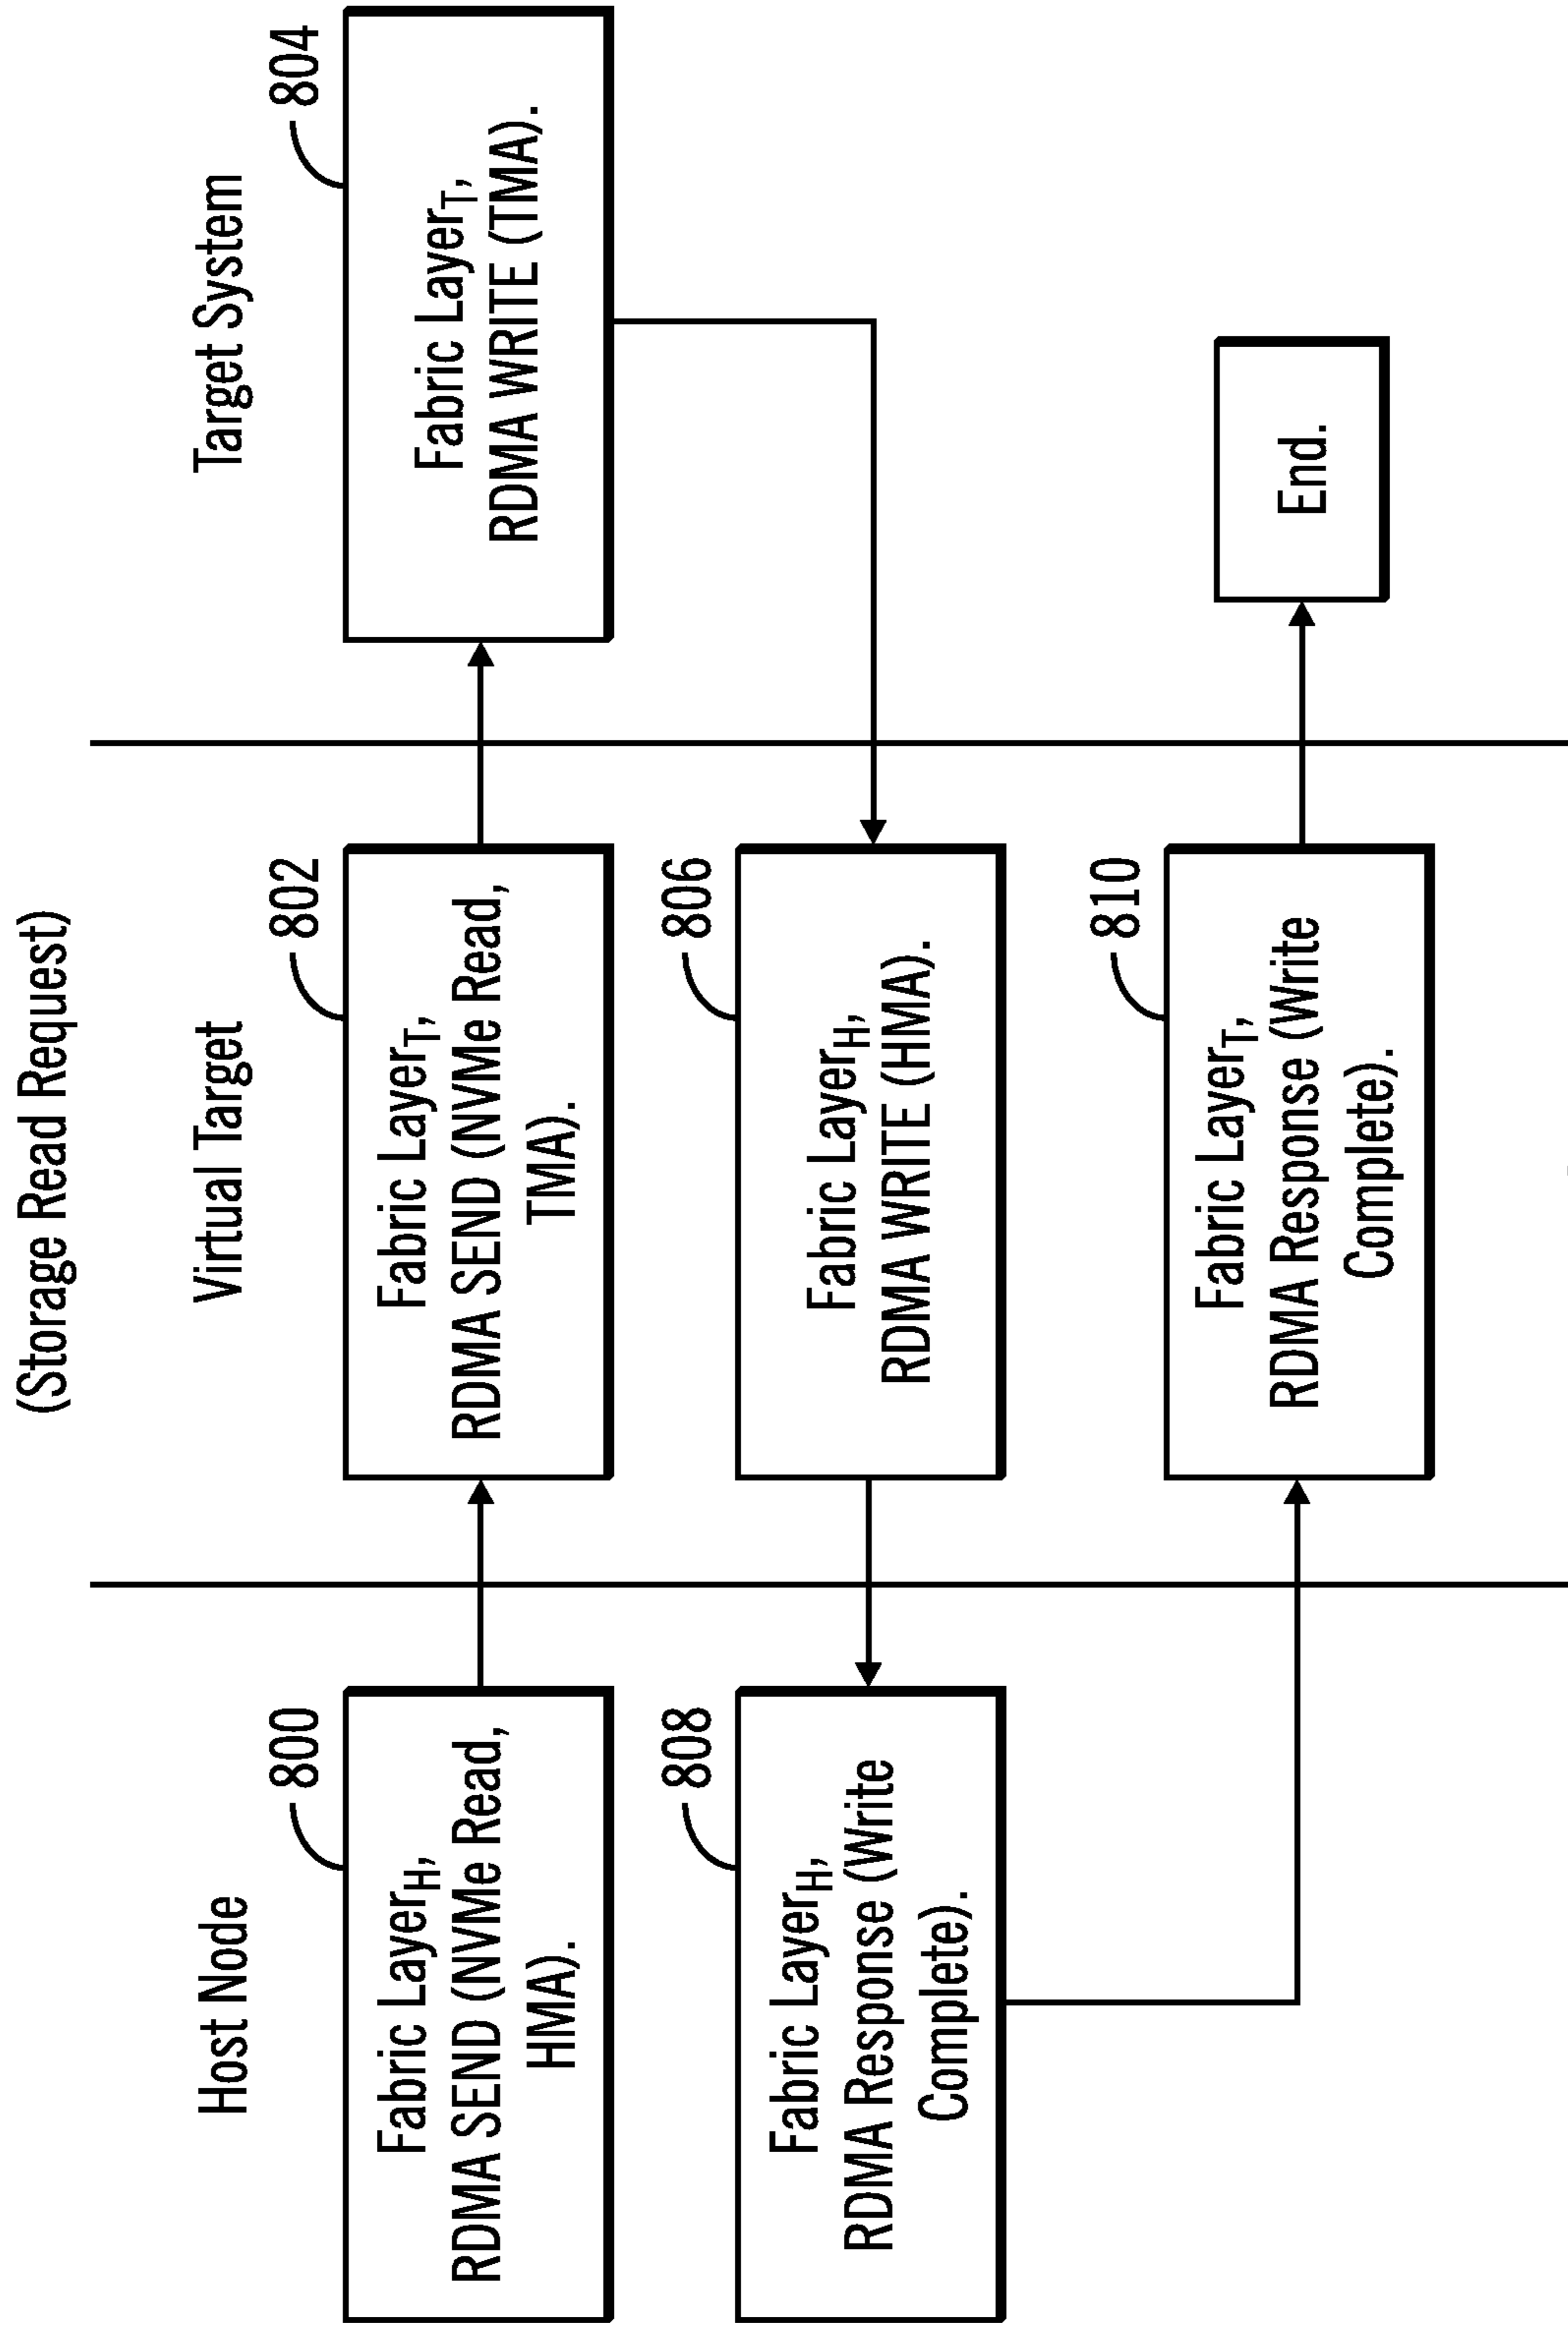 (Storage Read Request)
Host Node
Virtual Target
Target System
800
Fabric Layer_H,
RDMA SEND (NVMe Read,
HMA).
802
Fabric Layer_T,
RDMA SEND (NVMe Read,
TMA).
804
Fabric Layer_T,
RDMA WRITE (TMA).
808
Fabric Layer_H,
RDMA Response (Write
Complete).
806
Fabric Layer_H,
RDMA WRITE (HMA).
810
Fabric Layer_T,
RDMA Response (Write
Complete).
End.